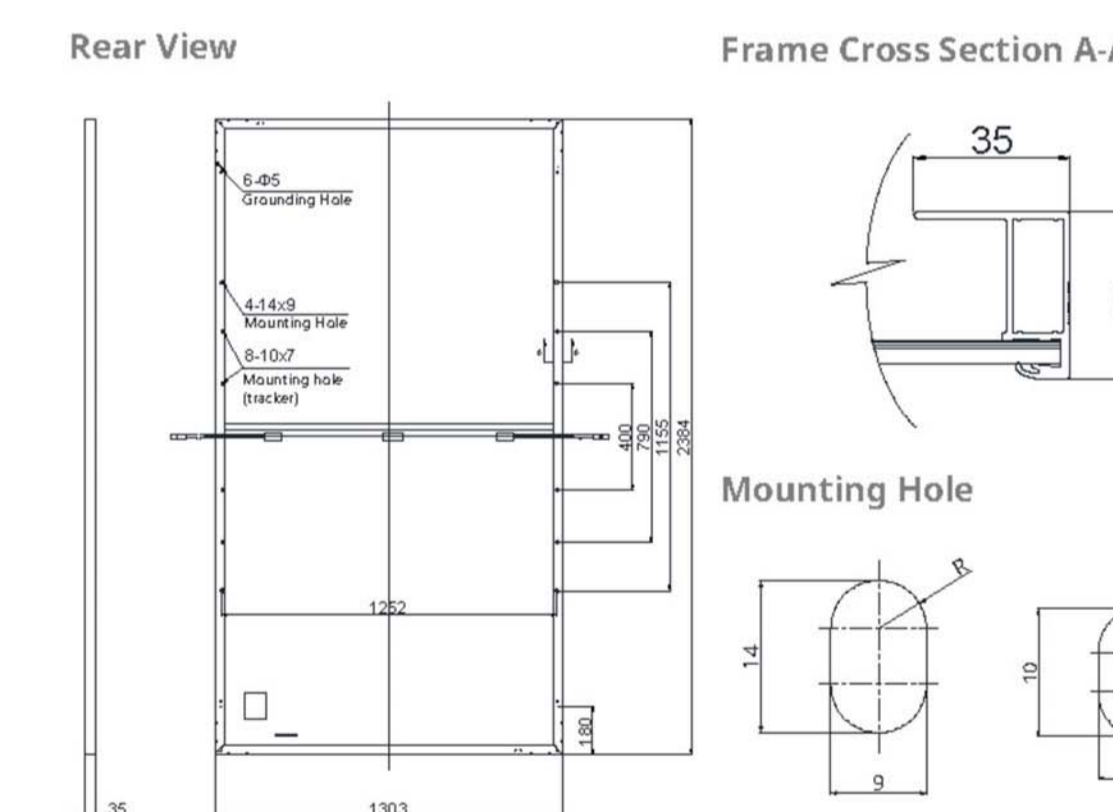 Rear View
Frame Cross Section A-A
35
6-Φ5
Grounding Hole
4-14x9
Mounting Hole
8-10x7
Mounting hole
(tracker)
400
790
1155
2384
1252
180
35
1303
Mounting Hole
R
14
9
10